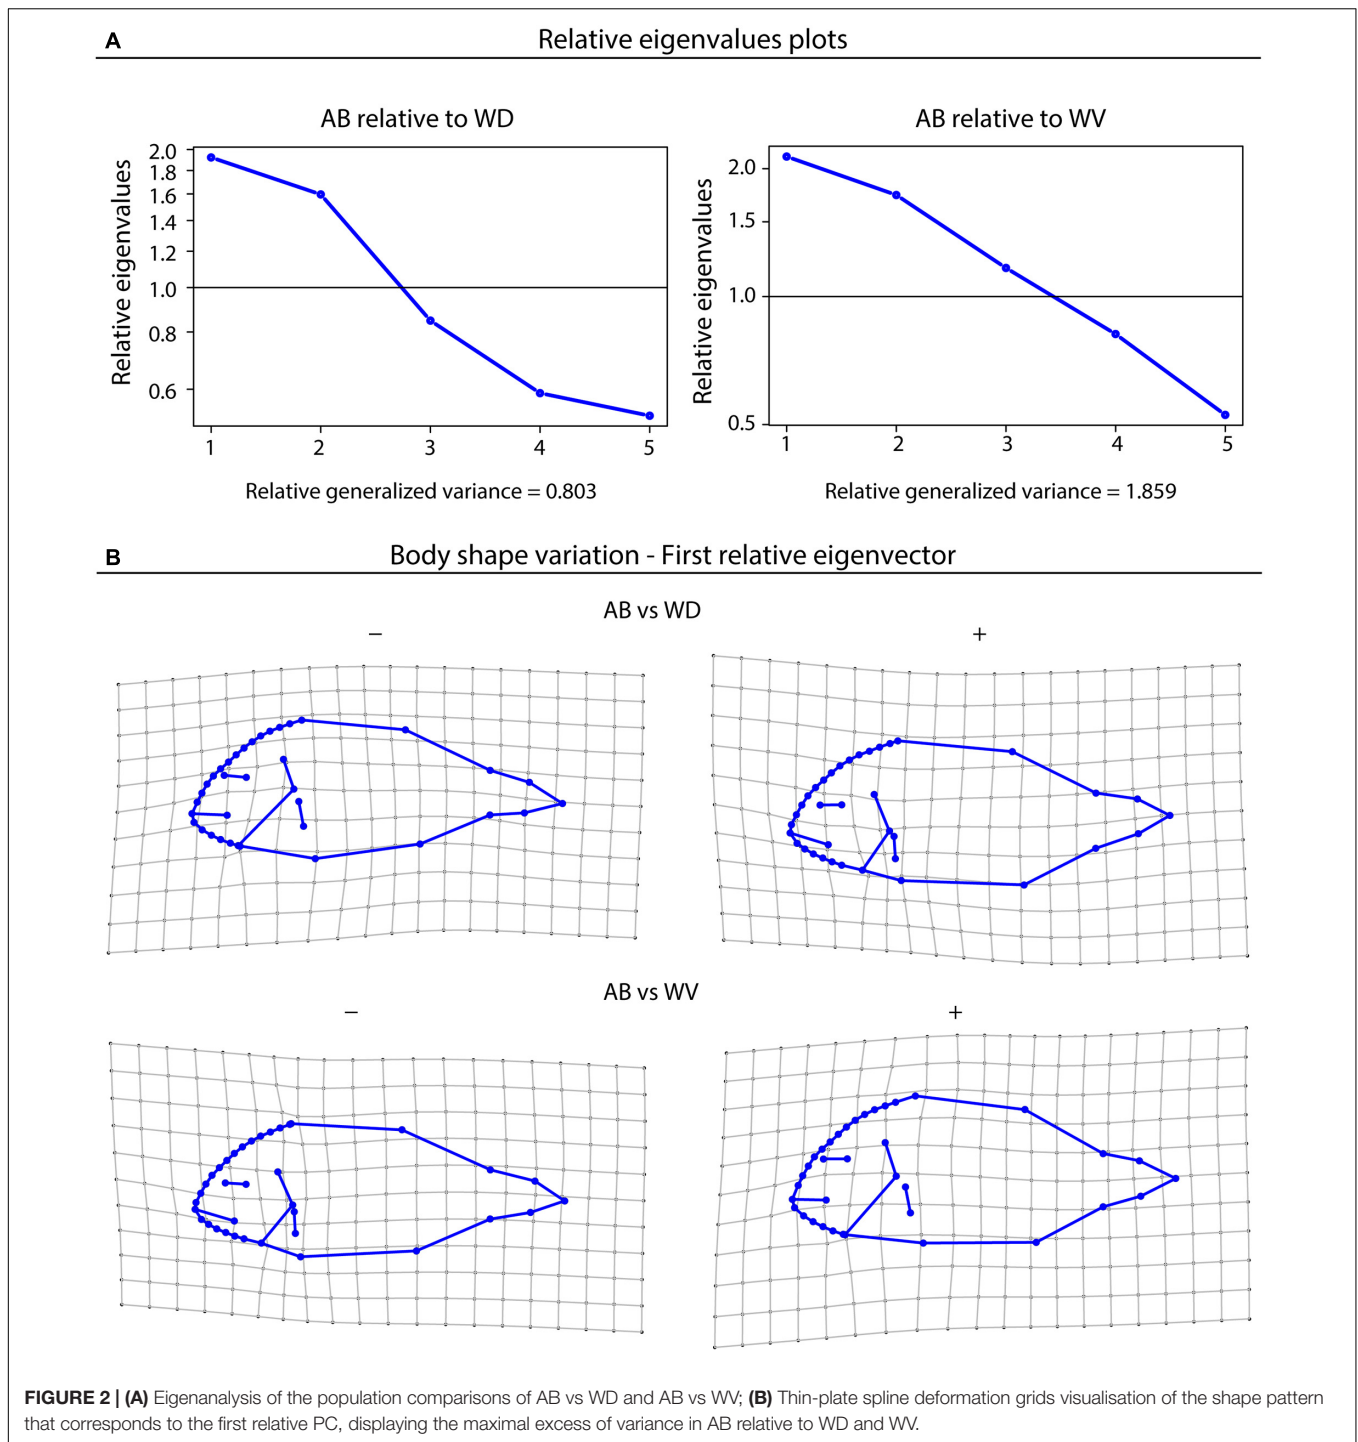 A Relative eigenvalues plots
AB relative to WD
Relative eigenvalues
2.0
1.8
1.6
1.4
1.2
1.0
0.8
0.6
1 2 3 4 5
Relative generalized variance = 0.803
AB relative to WV
Relative eigenvalues
2.0
1.5
1.0
0.5
1 2 3 4 5
Relative generalized variance = 1.859
B Body shape variation - First relative eigenvector
AB vs WD
− +
AB vs WV
− +
FIGURE 2 | (A) Eigenanalysis of the population comparisons of AB vs WD and AB vs WV; (B) Thin-plate spline deformation grids visualisation of the shape pattern
that corresponds to the first relative PC, displaying the maximal excess of variance in AB relative to WD and WV.